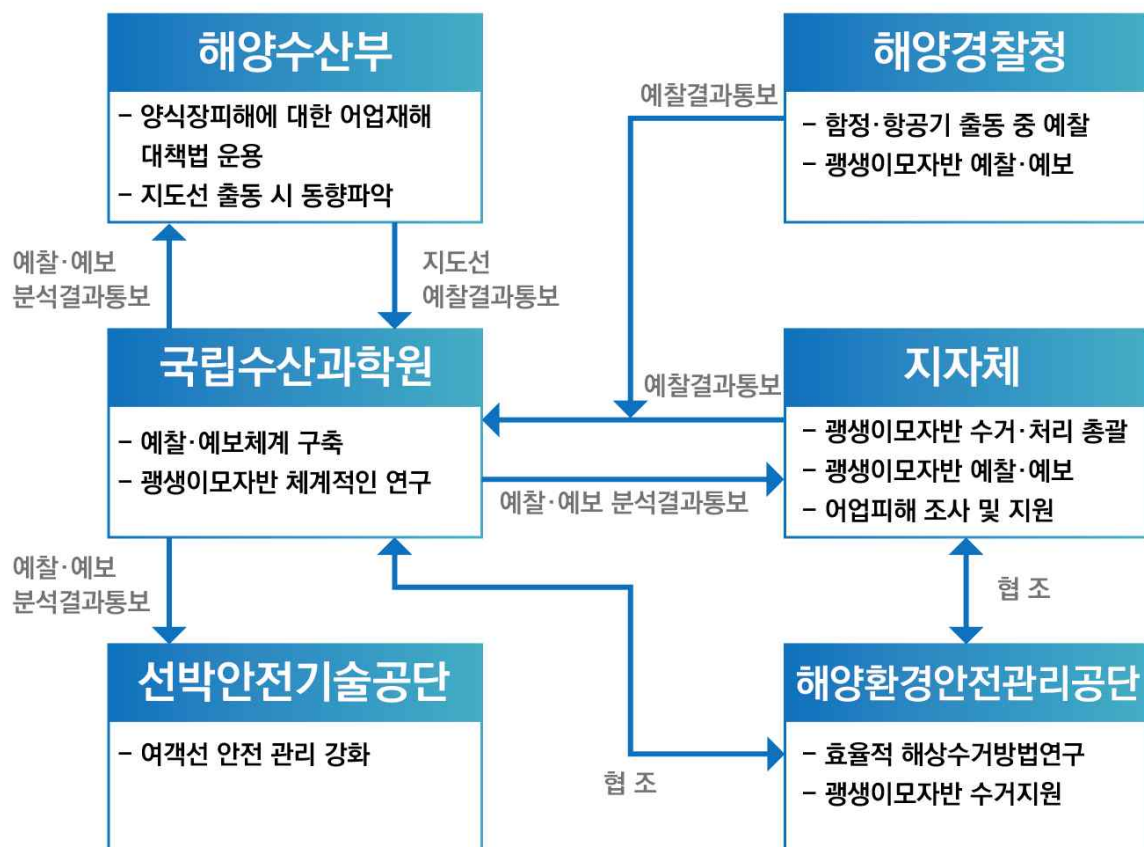 해양수산부
– 양식장피해에 대한 어업재해
대책법 운용
– 지도선 출동 시 동향파악
해양경찰청
– 함정·항공기 출동 중 예찰
– 괭생이모자반 예찰·예보
예찰결과통보
예찰·예보
분석결과통보
지도선
예찰결과통보
국립수산과학원
– 예찰·예보체계 구축
– 괭생이모자반 체계적인 연구
예찰결과통보
예찰·예보 분석결과통보
지자체
– 괭생이모자반 수거·처리 총괄
– 괭생이모자반 예찰·예보
– 어업피해 조사 및 지원
예찰·예보
분석결과통보
협 조
선박안전기술공단
– 여객선 안전 관리 강화
협 조
해양환경안전관리공단
– 효율적 해상수거방법연구
– 괭생이모자반 수거지원